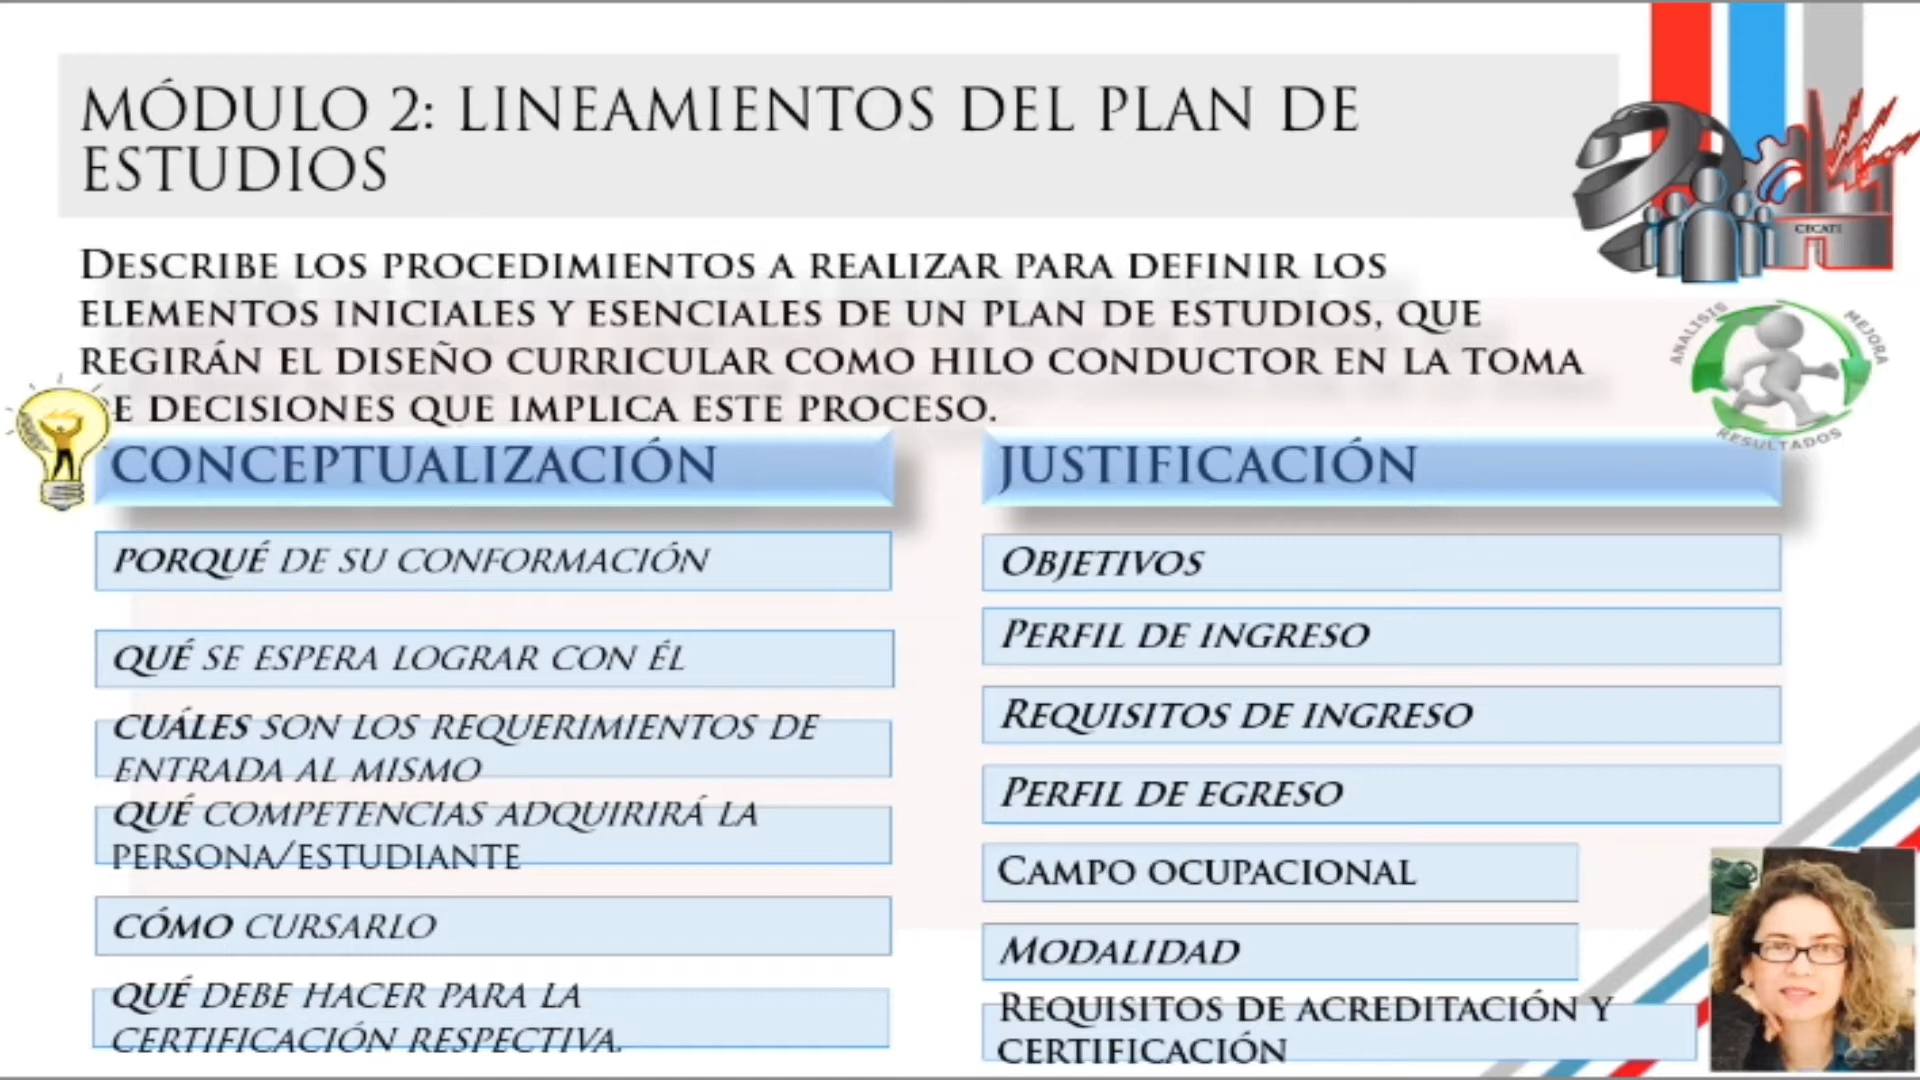 MÓDULO 2: LINEAMIENTOS DEL PLAN DE
ESTUDIOS
CECATI
DESCRIBE LOS PROCEDIMIENTOS A REALIZAR PARA DEFINIR LOS
ELEMENTOS INICIALES Y ESENCIALES DE UN PLAN DE ESTUDIOS, QUE
REGIRÁN EL DISEÑO CURRICULAR COMO HILO CONDUCTOR EN LA TOMA
DE DECISIONES QUE IMPLICA ESTE PROCESO.
ANALISIS
MEJORA
RESULTADOS
CONCEPTUALIZACIÓN
PORQUÉ DE SU CONFORMACIÓN
QUÉ SE ESPERA LOGRAR CON ÉL
CUÁLES SON LOS REQUERIMIENTOS DE
ENTRADA AL MISMO
QUÉ COMPETENCIAS ADQUIRIRÁ LA
PERSONA/ESTUDIANTE
CÓMO CURSARLO
QUÉ DEBE HACER PARA LA
CERTIFICACIÓN RESPECTIVA.
JUSTIFICACIÓN
OBJETIVOS
PERFIL DE INGRESO
REQUISITOS DE INGRESO
PERFIL DE EGRESO
CAMPO OCUPACIONAL
MODALIDAD
REQUISITOS DE ACREDITACIÓN Y
CERTIFICACIÓN